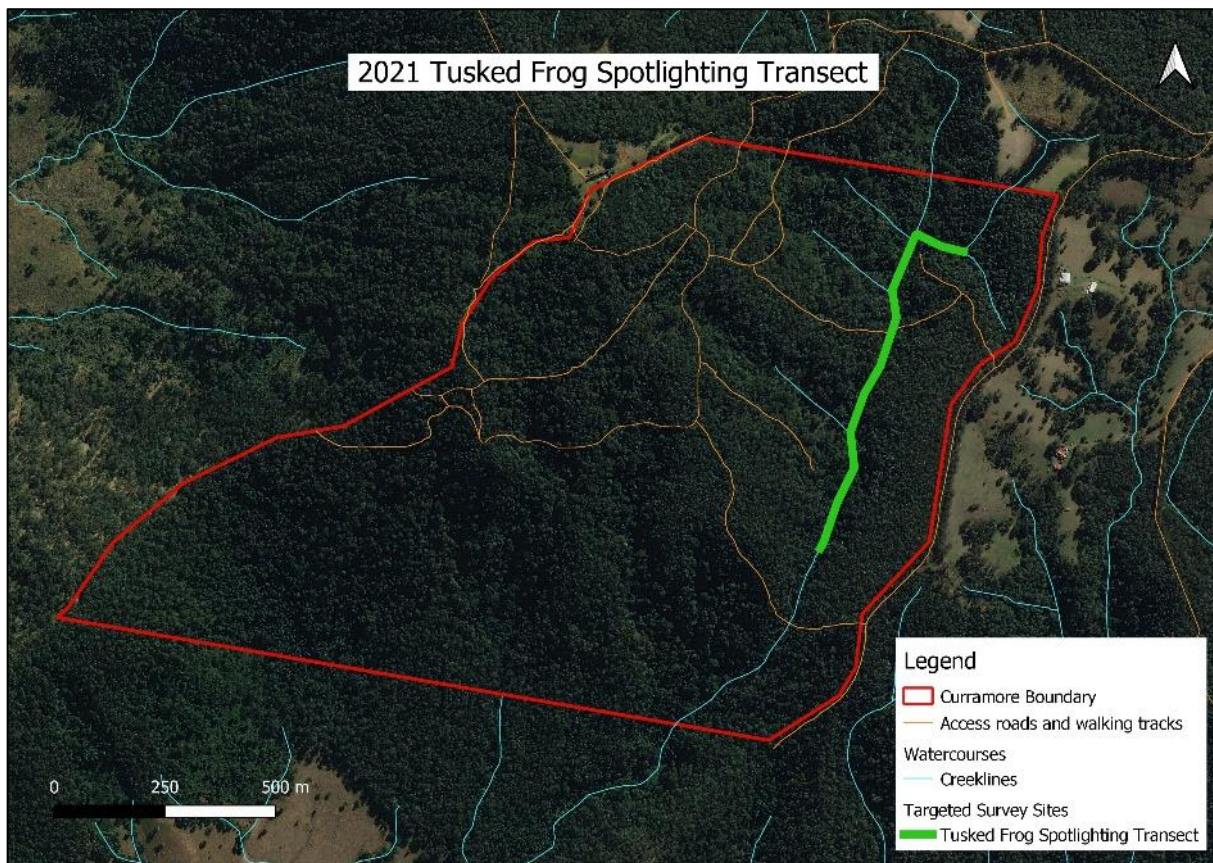 2021 Tusked Frog Spotlighting Transect
Legend
Curramore Boundary
Access roads and walking tracks
Watercourses
Creeklines
Targeted Survey Sites
Tusked Frog Spotlighting Transect
0 250 500 m